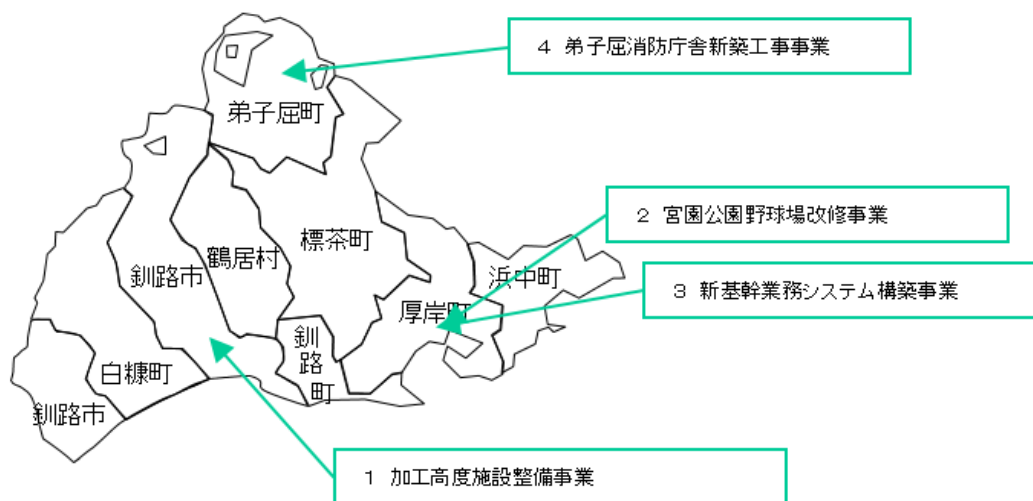 ４ 弟子屈消防庁舎新築工事事業
弟子屈町
２ 宮園公園野球場改修事業
標茶町
鶴居村
釧路市
浜中町
３ 新基幹業務システム構築事業
厚岸町
釧路町
白糠町
釧路市
１ 加工高度施設整備事業